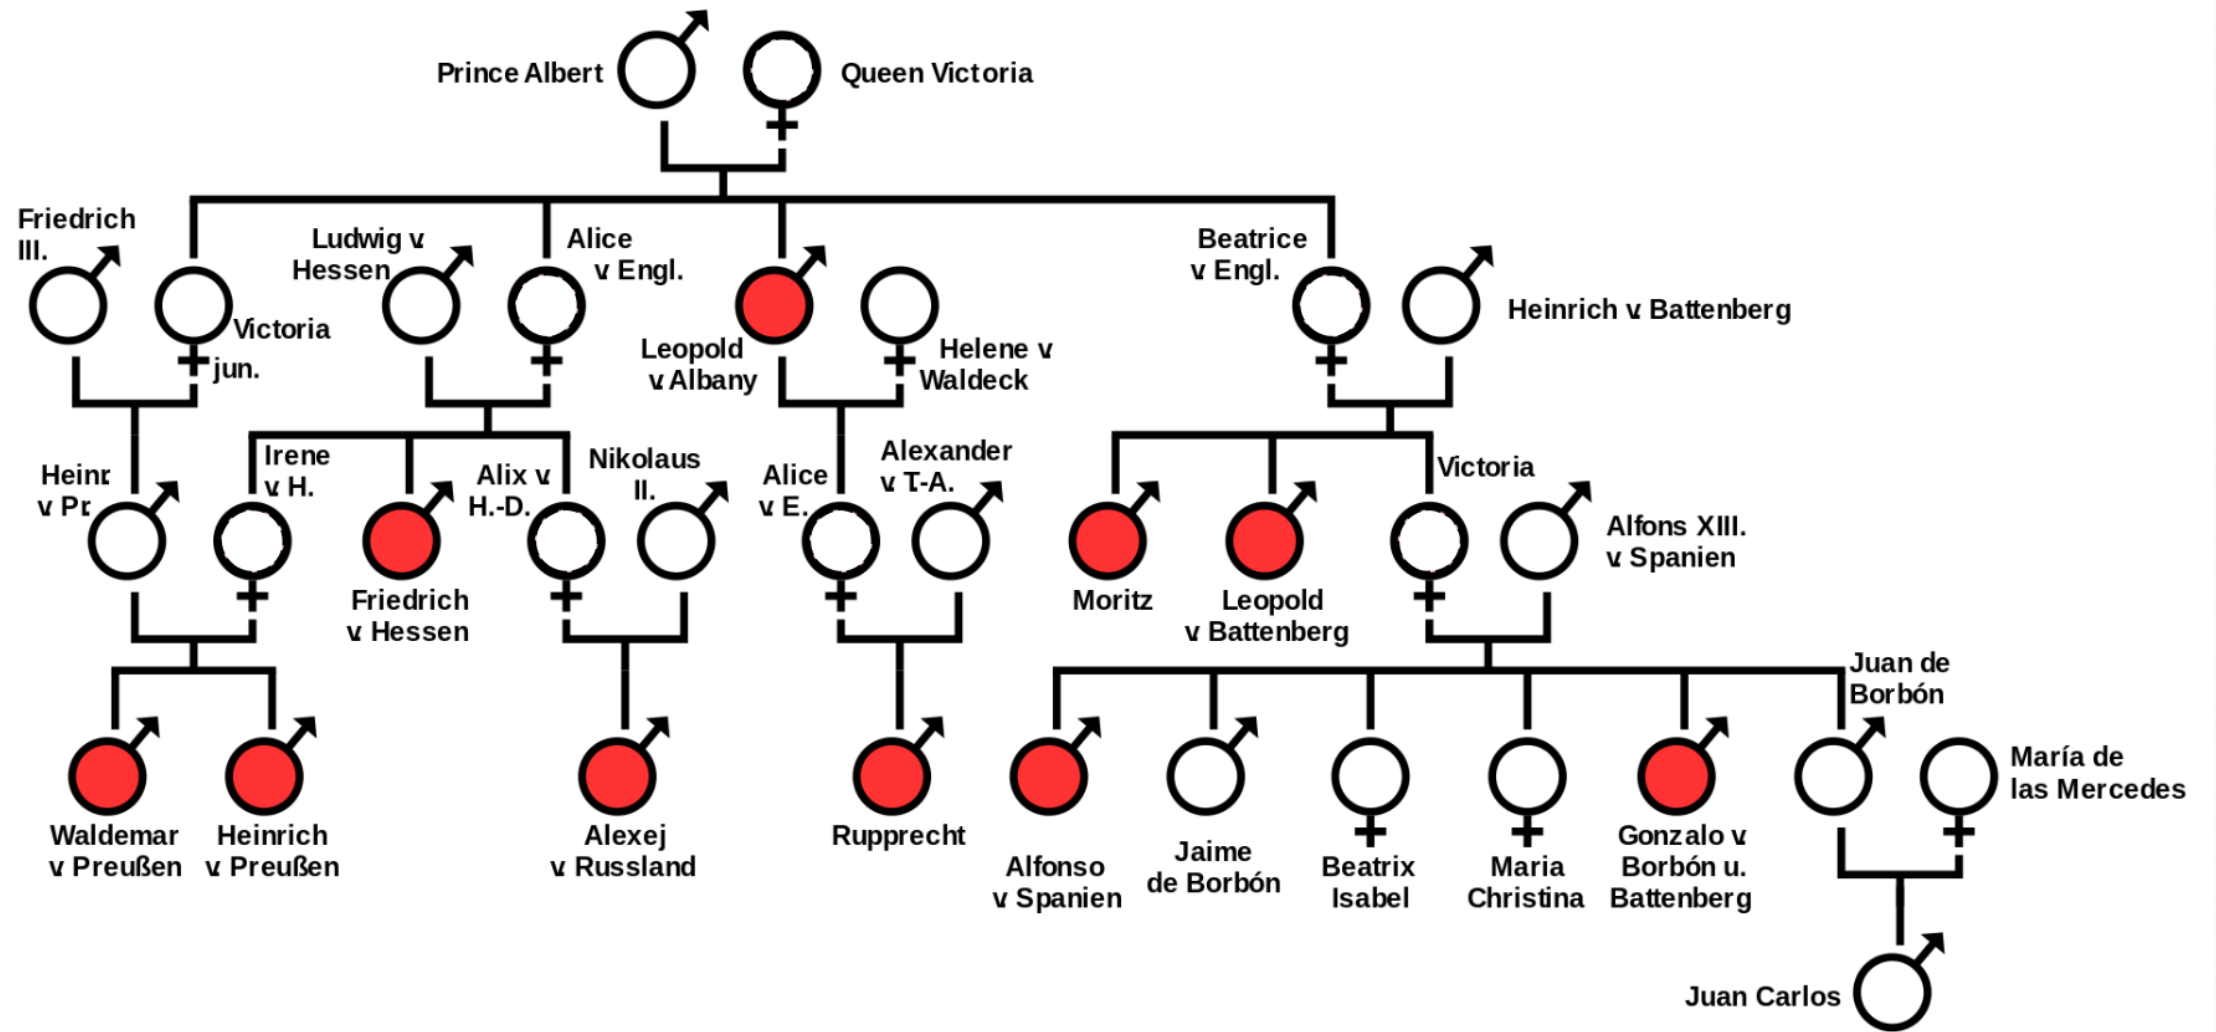 Prince Albert
Queen Victoria
Friedrich
III.
Victoria
jun.
Ludwig v.
Hessen
Alice
v. Engl.
Leopold
v. Albany
Helene v.
Waldeck
Beatrice
v. Engl.
Heinrich v. Battenberg
Heinr.
v. Pr.
Irene
v. H.
Friedrich
v. Hessen
Alix v.
H.-D.
Nikolaus
II.
Alice
v. E.
Alexander
v. T.-A.
Moritz
Leopold
v. Battenberg
Victoria
Alfons XIII.
v. Spanien
Waldemar
v. Preußen
Heinrich
v. Preußen
Alexej
v. Russland
Rupprecht
Alfonso
v. Spanien
Jaime
de Borbón
Beatrix
Isabel
Maria
Christina
Gonzalo v.
Borbón u.
Battenberg
Juan de
Borbón
María de
las Mercedes
Juan Carlos